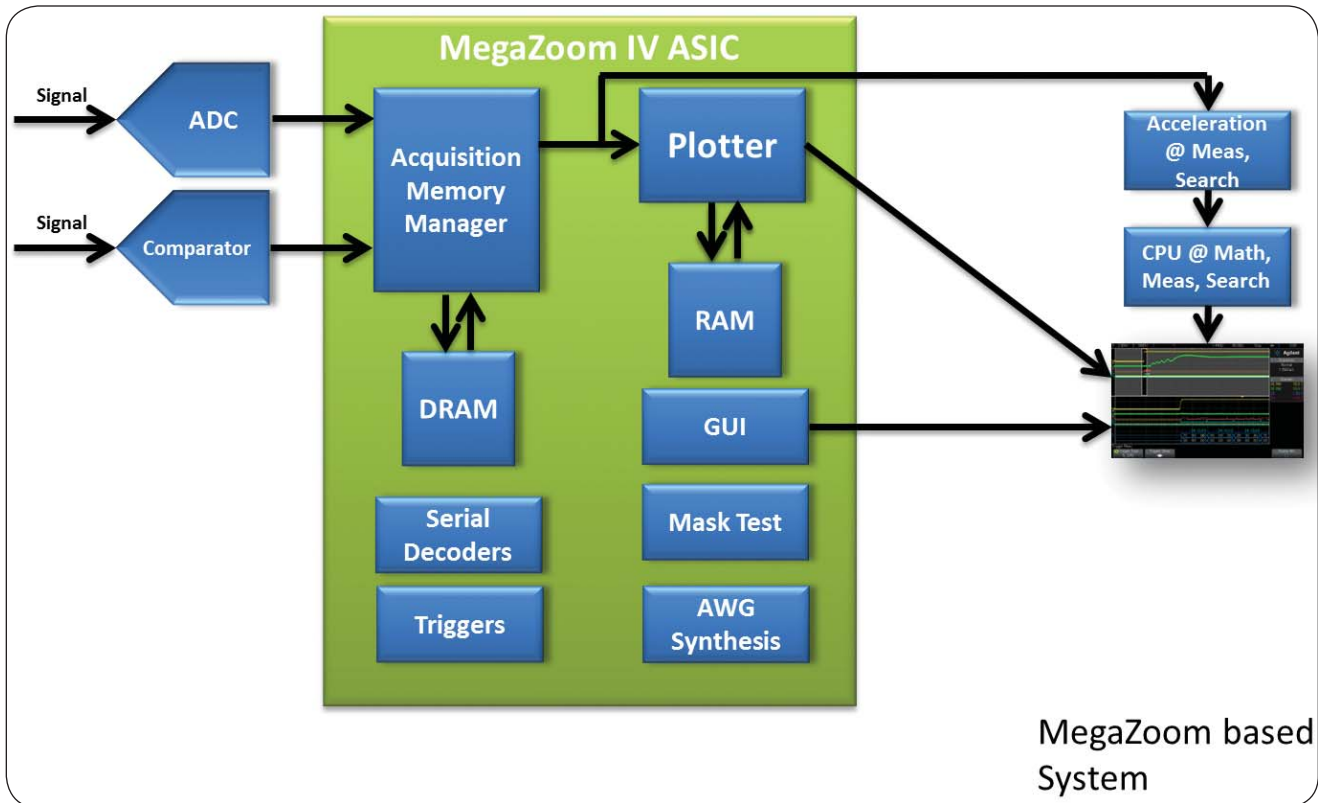 MegaZoom IV ASIC
Signal
ADC
Signal
Comparator
Acquisition
Memory
Manager
DRAM
Serial
Decoders
Triggers
Plotter
RAM
GUI
Mask Test
AWG
Synthesis
Acceleration
@ Meas,
Search
CPU @ Math,
Meas, Search
Agilent
MegaZoom based
System